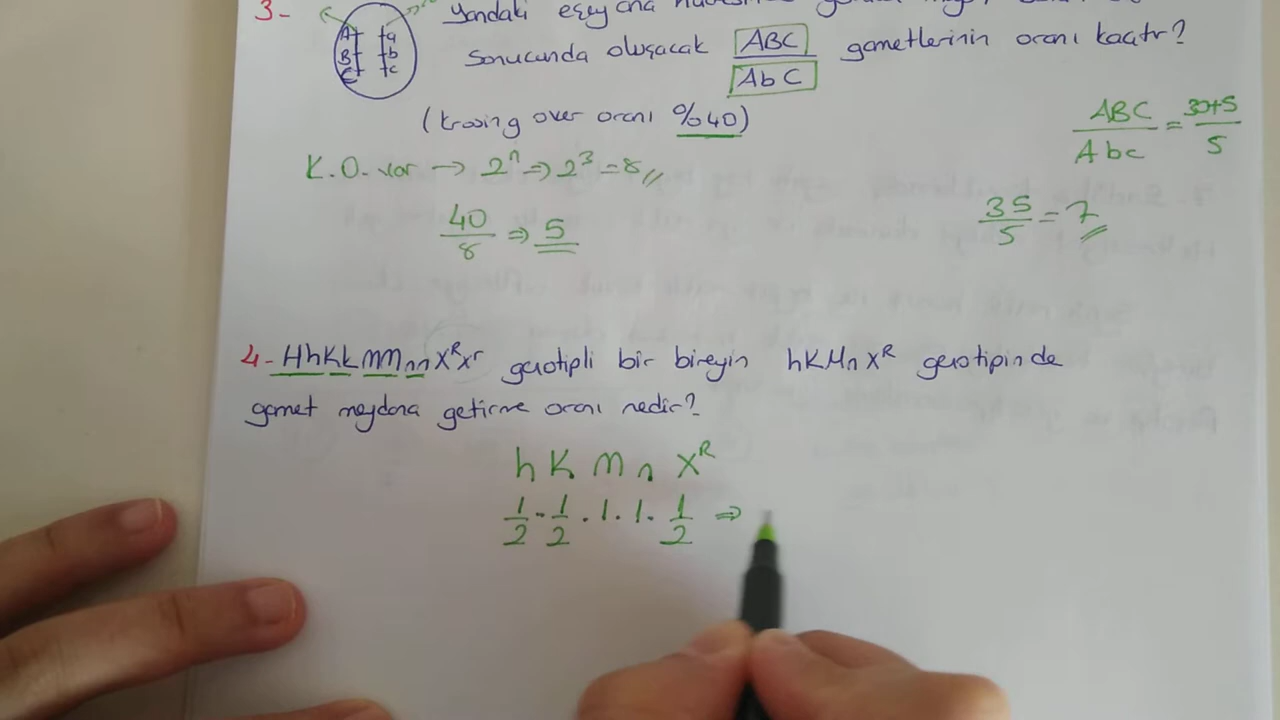 3- Yandaki eşey ana
sonucunda oluşacak ABC gametlerinin oranı kaçtır?
AbC
A a
B b
C c
(krosing over oranı %40)
ABC = 30+5
Abc 5
K.O. var → 2ⁿ ⇒ 2³ = 8
40/8 ⇒ 5
35/5 = 7
4- HhKkMMnnXᴿXʳ genotipli bir bireyin hKMnXᴿ genotipinde
gamet meydana getirme oranı nedir?
h K M n Xᴿ
1/2 . 1/2 . 1 . 1 . 1/2 ⇒